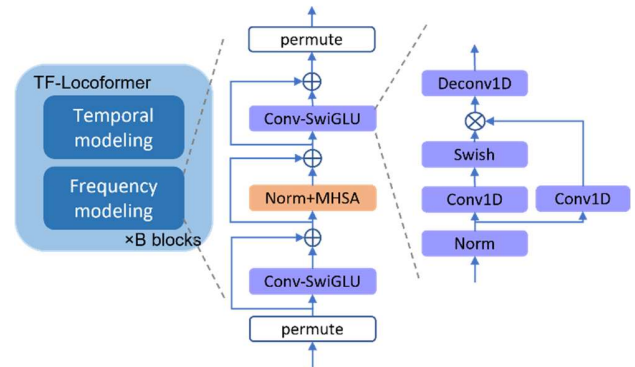 TF-Locoformer
Temporal
modeling
Frequency
modeling
×B blocks
permute
Conv-SwiGLU
Norm+MHSA
Conv-SwiGLU
permute
Deconv1D
Swish
Conv1D
Conv1D
Norm